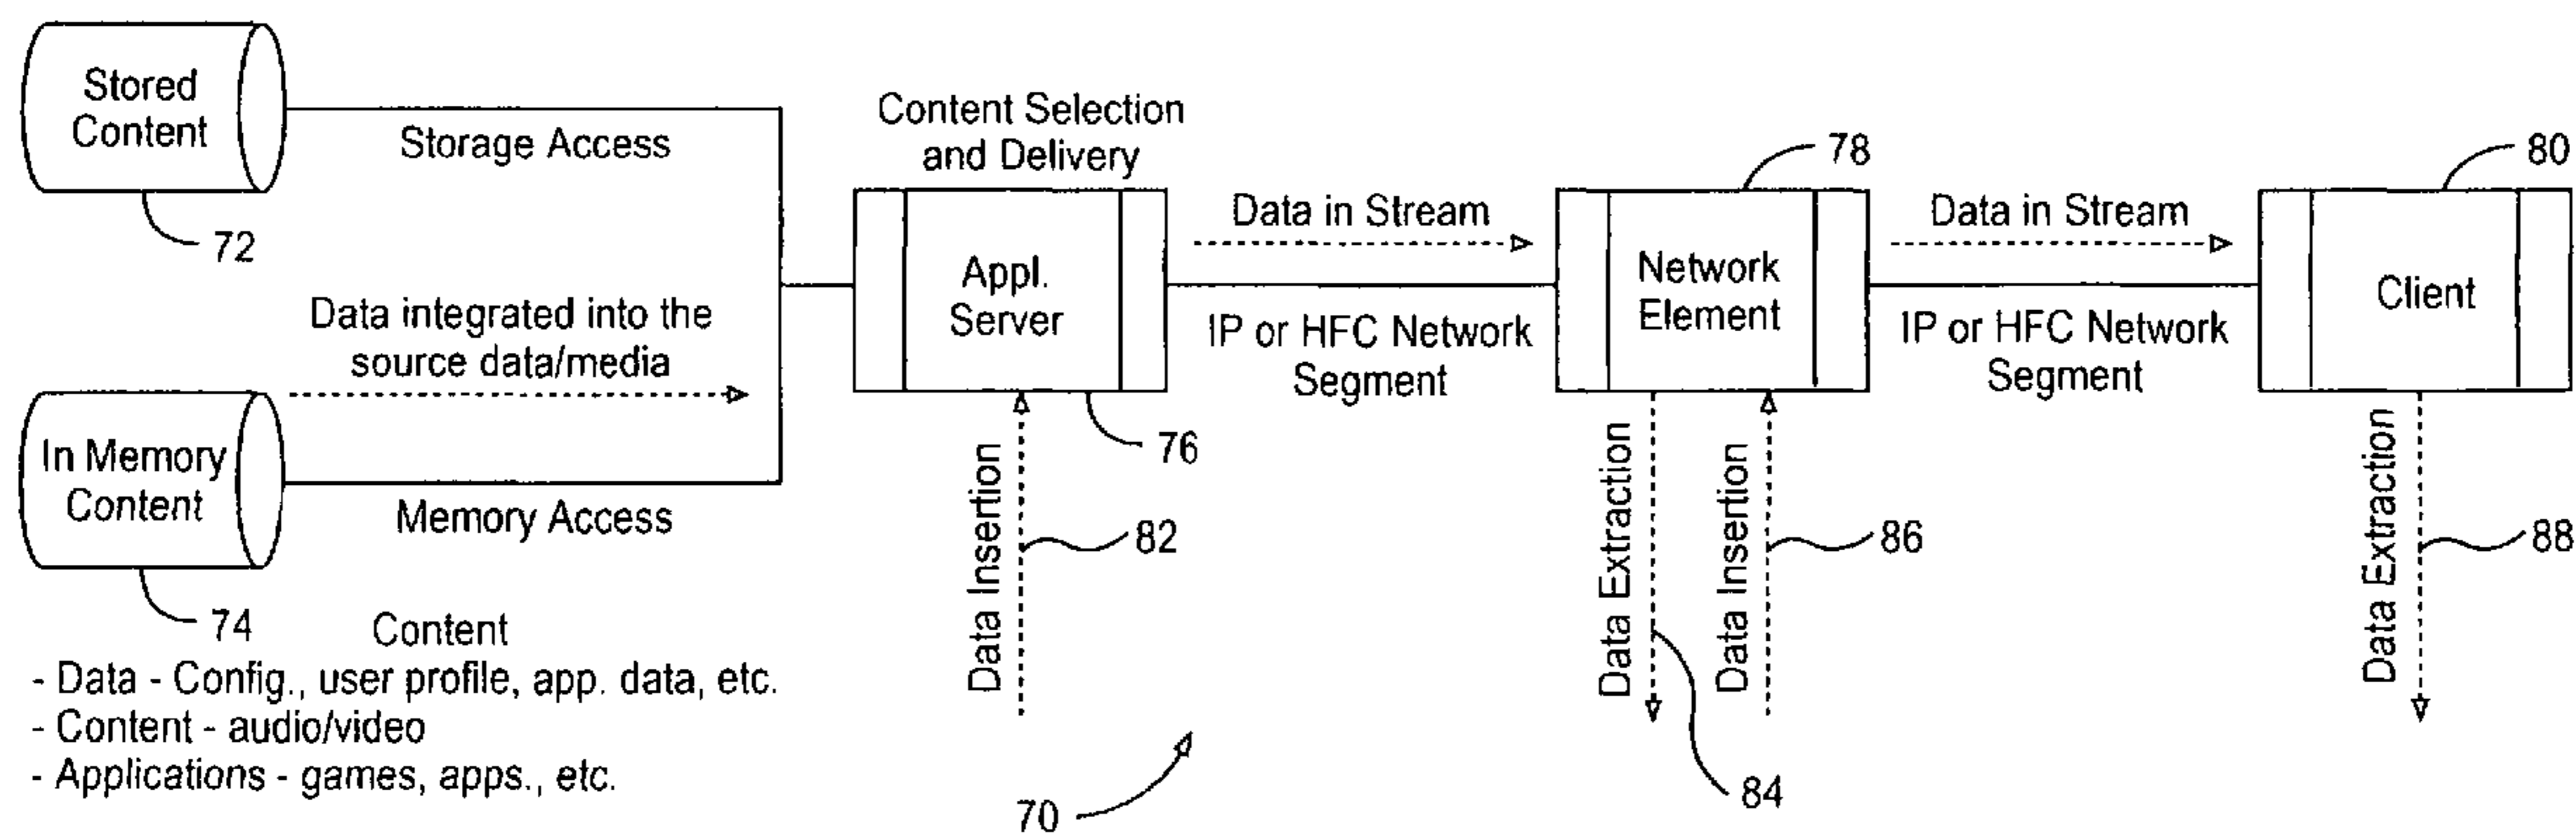 Stored
Content
72
Storage Access
Data integrated into the
source data/media
In Memory
Content
74
Memory Access
Content
- Data - Config., user profile, app. data, etc.
- Content - audio/video
- Applications - games, apps., etc.
Content Selection
and Delivery
Appl.
Server
76
Data Insertion
82
Data in Stream
IP or HFC Network
Segment
78
Network
Element
Data Extraction
84
Data Insertion
86
Data in Stream
IP or HFC Network
Segment
80
Client
Data Extraction
88
70